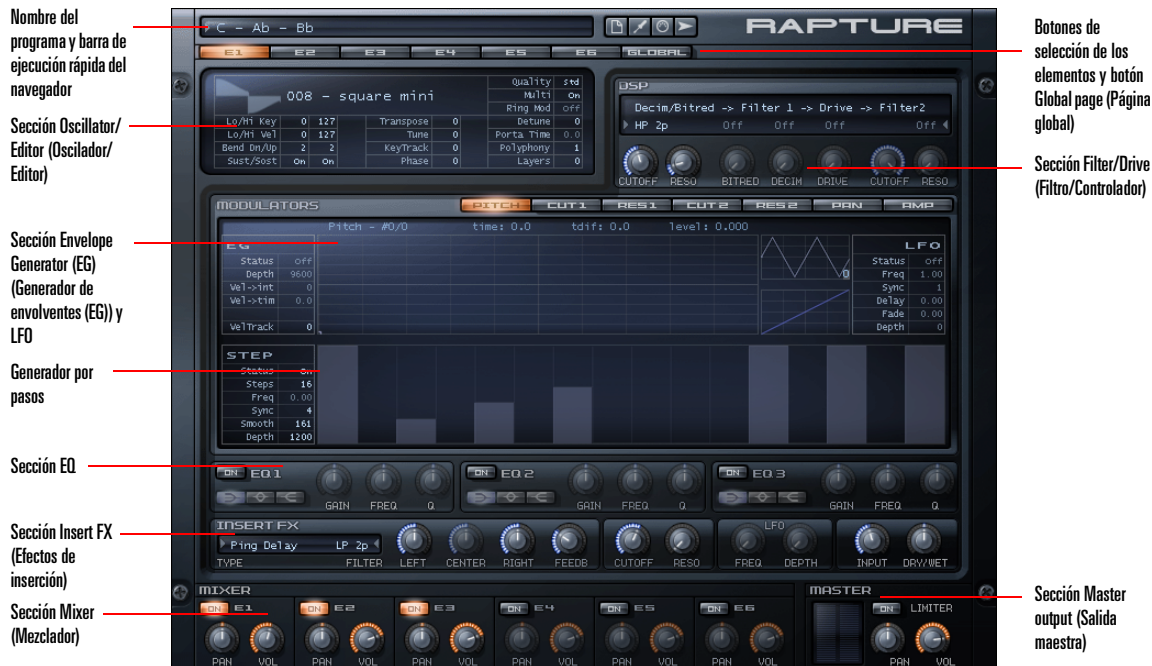 Nombre del
programa y barra de
ejecución rápida del
navegador
Sección Oscillator/
Editor (Oscilador/
Editor)
Sección Envelope
Generator (EG)
(Generador de
envolventes (EG)) y
LFO
Generador por
pasos
Sección EQ
Sección Insert FX
(Efectos de
inserción)
Sección Mixer
(Mezclador)
C - Ab - Bb
RAPTURE
E1 E2 E3 E4 E5 E6 GLOBAL
008 - square mini
Quality std
Multi On
Ring Mod off
Lo/Hi Key 0 127 Transpose 0 Detune 0
Lo/Hi Vel 0 127 Tune 0 Porta Time 0.0
Bend Dn/Up 2 2 KeyTrack 0 Polyphony 1
Sust/Sost On On Phase 0 Layers 0
DSP
Decim/Bitred -> Filter 1 -> Drive -> Filter2
HP 2p Off Off Off Off
CUTOFF RESO BITRED DECIM DRIVE CUTOFF RESO
MODULATORS PITCH CUT1 RES1 CUT2 RES2 PAN AMP
Pitch - #0/0 time: 0.0 tdif: 0.0 level: 0.000
EG
Status off
Depth 9600
Vel->int 0
Vel->tim 0.0
VelTrack 0
LFO
Status off
Freq 1.00
Sync 1
Delay 0.00
Fade 0.00
Depth 0
STEP
Status On
Steps 16
Freq 0.00
Sync 4
Smooth 161
Depth 1200
ON EQ1 ON EQ2 ON EQ3
GAIN FREQ Q GAIN FREQ Q GAIN FREQ Q
INSERT FX
Ping Delay LP 2p
LFO
TYPE FILTER LEFT CENTER RIGHT FEEDB CUTOFF RESO FREQ DEPTH INPUT DRY/WET
MIXER MASTER
ON E1 ON E2 ON E3 ON E4 ON E5 ON E6 ON LIMITER
PAN VOL PAN VOL PAN VOL PAN VOL PAN VOL PAN VOL PAN VOL
Botones de
selección de los
elementos y botón
Global page (Página
global)
Sección Filter/Drive
(Filtro/Controlador)
Sección Master
output (Salida
maestra)